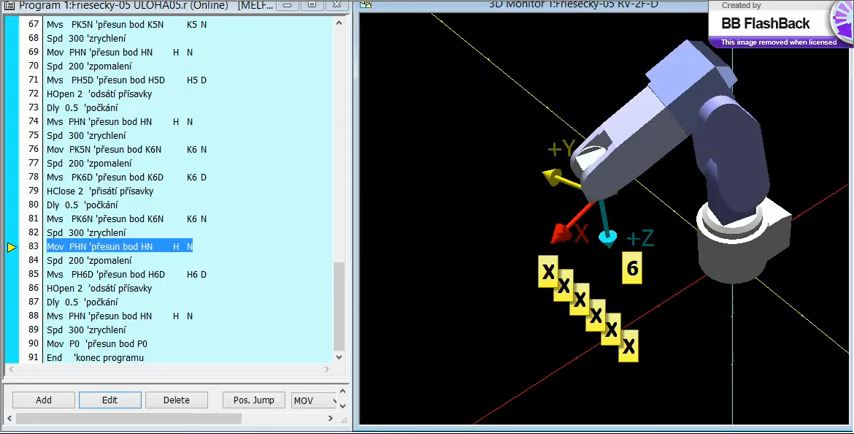 Program 1:Friesecky-05 ULOHA05.r (Online) [MELF...
67 Mvs PK5N 'přesun bod K5N K5 N
68 Spd 300 'zrychlení
69 Mov PHN 'přesun bod HN H N
70 Spd 200 'zpomalení
71 Mvs PH5D 'přesun bod H5D H5 D
72 HOpen 2 'odsátí přísavky
73 Dly 0.5 'počkání
74 Mvs PHN 'přesun bod HN H N
75 Spd 300 'zrychlení
76 Mov PK5N 'přesun bod K6N K6 N
77 Spd 200 'zpomalení
78 Mvs PK6D 'přesun bod K6D K6 D
79 HClose 2 'přisátí přísavky
80 Dly 0.5 'počkání
81 Mvs PK6N 'přesun bod K6N K6 N
82 Spd 300 'zrychlení
83 Mov PHN 'přesun bod HN H N
84 Spd 200 'zpomalení
85 Mvs PH6D 'přesun bod H6D H6 D
86 HOpen 2 'odsátí přísavky
87 Dly 0.5 'počkání
88 Mvs PHN 'přesun bod HN H N
89 Spd 300 'zrychlení
90 Mov P0 'přesun bod P0
91 End 'konec programu
Add Edit Delete Pos. Jump MOV
3D Monitor 1:Friesecky-05 RV-2F-D
Created by
BB FlashBack
This image removed when licensed
+Y
X
+Z
6
X
X
X
X
X
X